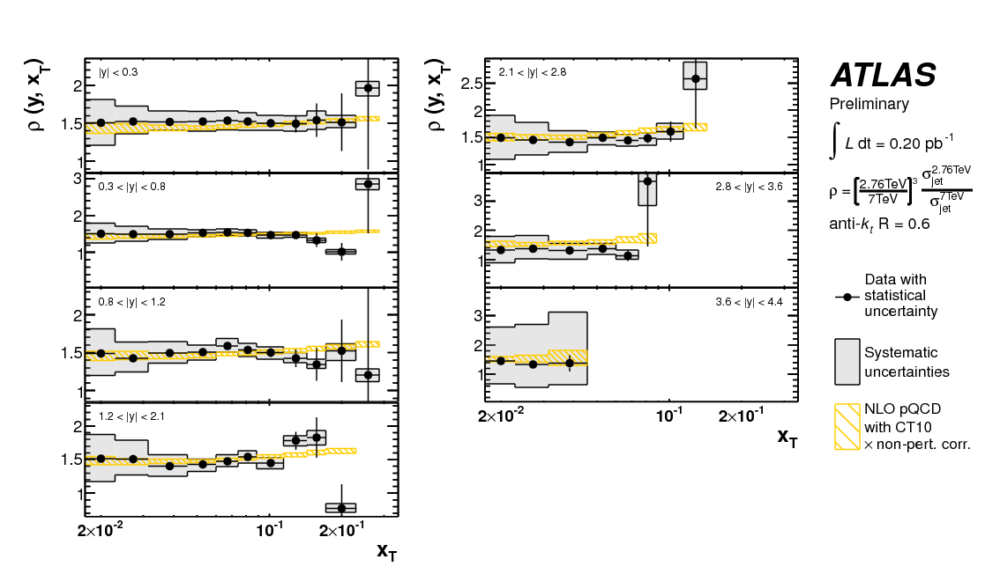 ρ (y, x_T)
|y| < 0.3
2
1.5
1
0.3 < |y| < 0.8
3
2
1
0.8 < |y| < 1.2
2
1.5
1
1.2 < |y| < 2.1
2
1.5
1
2×10⁻² 10⁻¹ 2×10⁻¹
x_T
ρ (y, x_T)
2.1 < |y| < 2.8
2.5
2
1.5
1
2.8 < |y| < 3.6
3
2
1
3.6 < |y| < 4.4
3
2
1
2×10⁻² 10⁻¹ 2×10⁻¹
x_T
ATLAS
Preliminary
∫ L dt = 0.20 pb⁻¹
ρ = [2.76TeV / 7TeV]³ σ_jet^2.76TeV / σ_jet^7TeV
anti-k_t R = 0.6
Data with
statistical
uncertainty
Systematic
uncertainties
NLO pQCD
with CT10
× non-pert. corr.